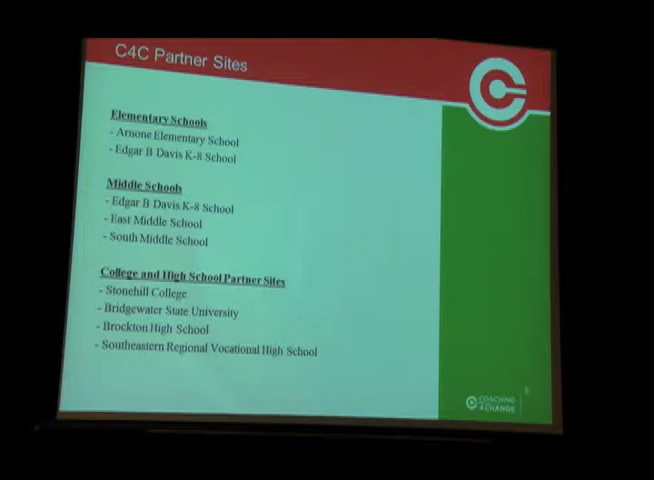 C4C Partner Sites
Elementary Schools
- Arnone Elementary School
- Edgar B Davis K-8 School
Middle Schools
- Edgar B Davis K-8 School
- East Middle School
- South Middle School
College and High School Partner Sites
- Stonehill College
- Bridgewater State University
- Brockton High School
- Southeastern Regional Vocational High School
COACHING
4CHANGE